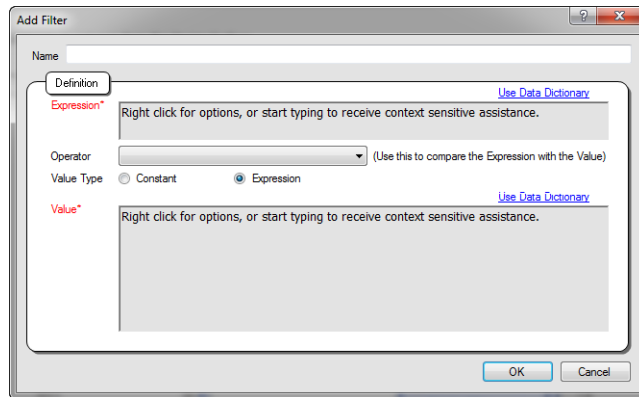 Add Filter
Name
Definition
Use Data Dictionary
Expression*
Right click for options, or start typing to receive context sensitive assistance.
Operator
(Use this to compare the Expression with the Value)
Value Type
Constant
Expression
Use Data Dictionary
Value*
Right click for options, or start typing to receive context sensitive assistance.
OK
Cancel